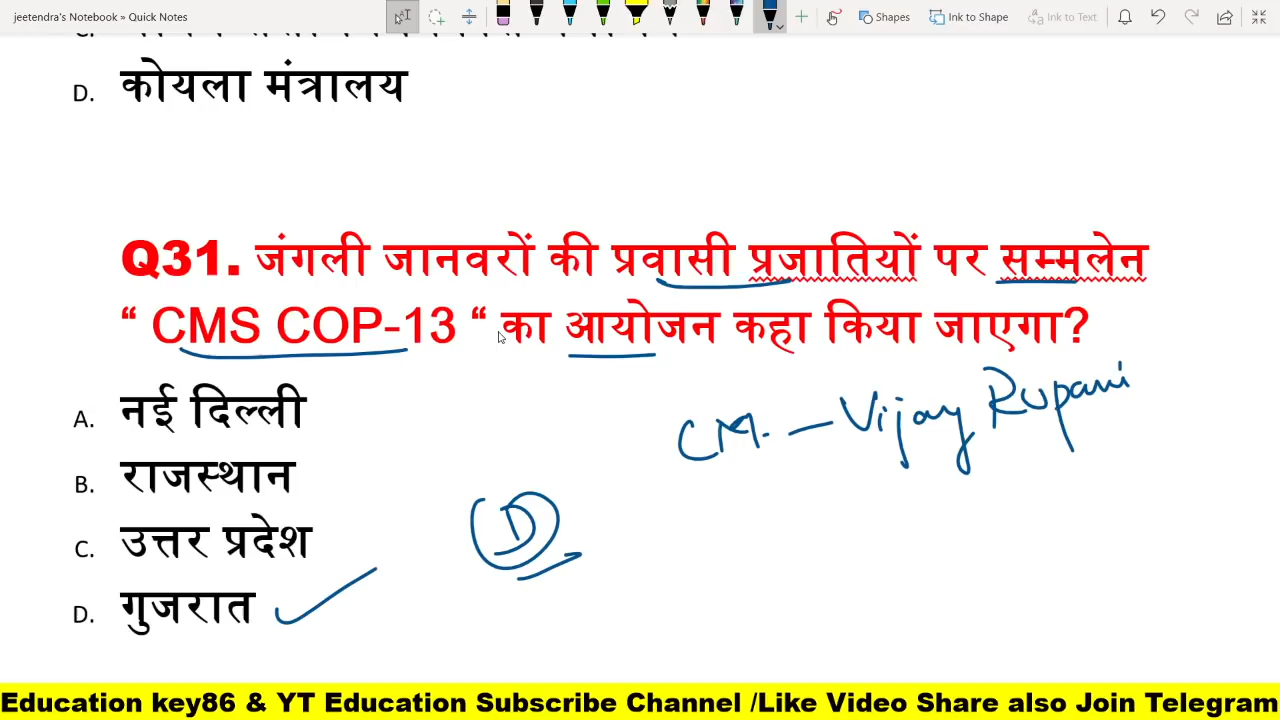 jeetendra's Notebook » Quick Notes
Shapes Ink to Shape Ink to Text
D. कोयला मंत्रालय
Q31. जंगली जानवरों की प्रवासी प्रजातियों पर सम्मलेन
“ CMS COP-13 “ का आयोजन कहा किया जाएगा?
A. नई दिल्ली
CM. – Vijay Rupani
B. राजस्थान
D
C. उत्तर प्रदेश
D. गुजरात
Education key86 & YT Education Subscribe Channel /Like Video Share also Join Telegram